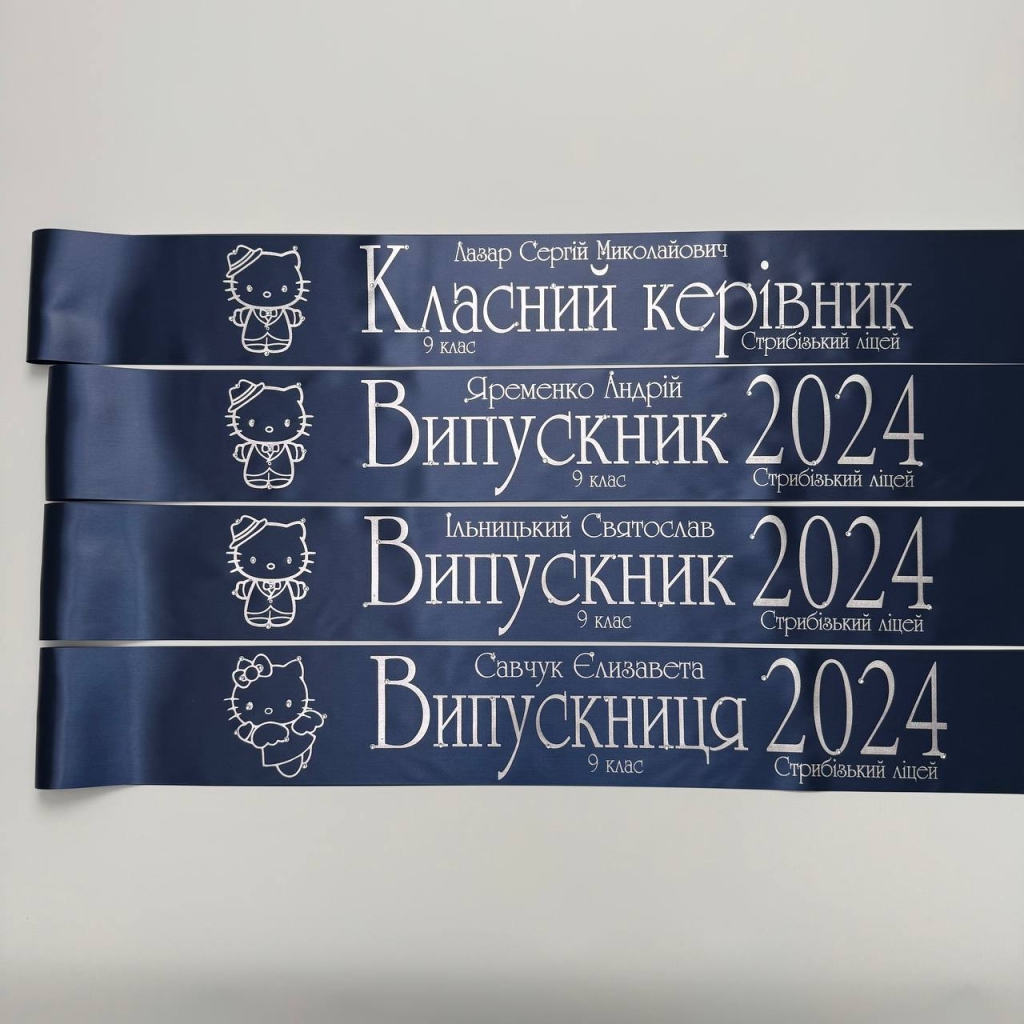 Лазар Сергій Миколайович
Класний керівник
9 клас Стрибізький ліцей
Яременко Андрій
Випускник 2024
9 клас Стрибізький ліцей
Ільницький Святослав
Випускник 2024
9 клас Стрибізький ліцей
Савчук Єлизавета
Випускниця 2024
9 клас Стрибізький ліцей